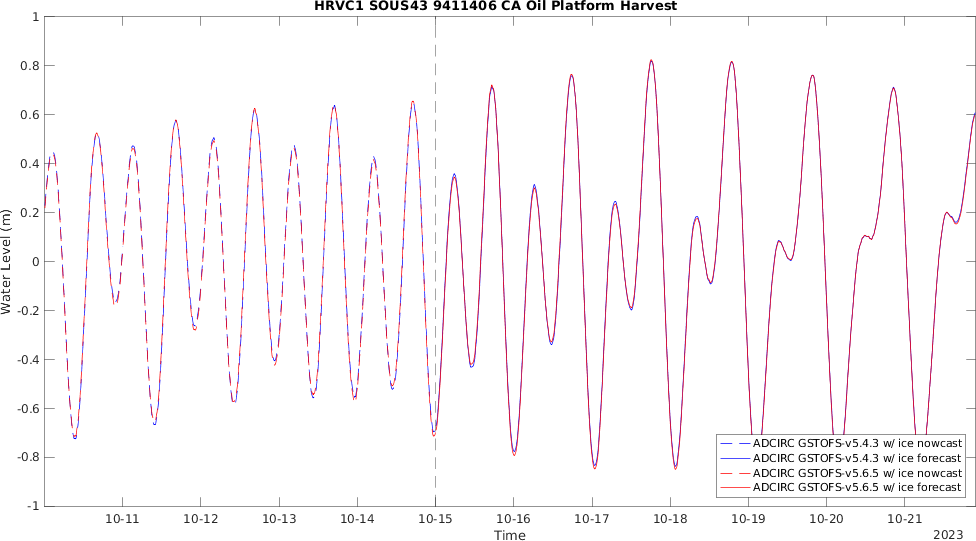 HRVC1 SOUS43 9411406 CA Oil Platform Harvest
1
0.8
0.6
0.4
0.2
0
-0.2
-0.4
-0.6
-0.8
-1
Water Level (m)
ADCIRC GSTOFS-v5.4.3 w/ ice nowcast
ADCIRC GSTOFS-v5.4.3 w/ ice forecast
ADCIRC GSTOFS-v5.6.5 w/ ice nowcast
ADCIRC GSTOFS-v5.6.5 w/ ice forecast
10-11 10-12 10-13 10-14 10-15 10-16 10-17 10-18 10-19 10-20 10-21
Time
2023